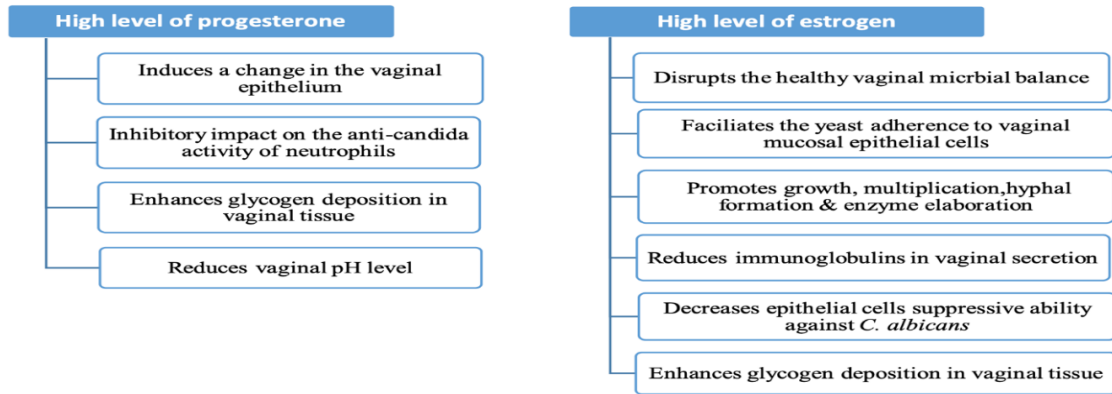 High level of progesterone
Induces a change in the vaginal
epithelium
Inhibitory impact on the anti-candida
activity of neutrophils
Enhances glycogen deposition in
vaginal tissue
Reduces vaginal pH level
High level of estrogen
Disrupts the healthy vaginal micrbial balance
Faciliates the yeast adherence to vaginal
mucosal epithelial cells
Promotes growth, multiplication,hyphal
formation & enzyme elaboration
Reduces immunoglobulins in vaginal secretion
Decreases epithelial cells suppressive ability
against C. albicans
Enhances glycogen deposition in vaginal tissue